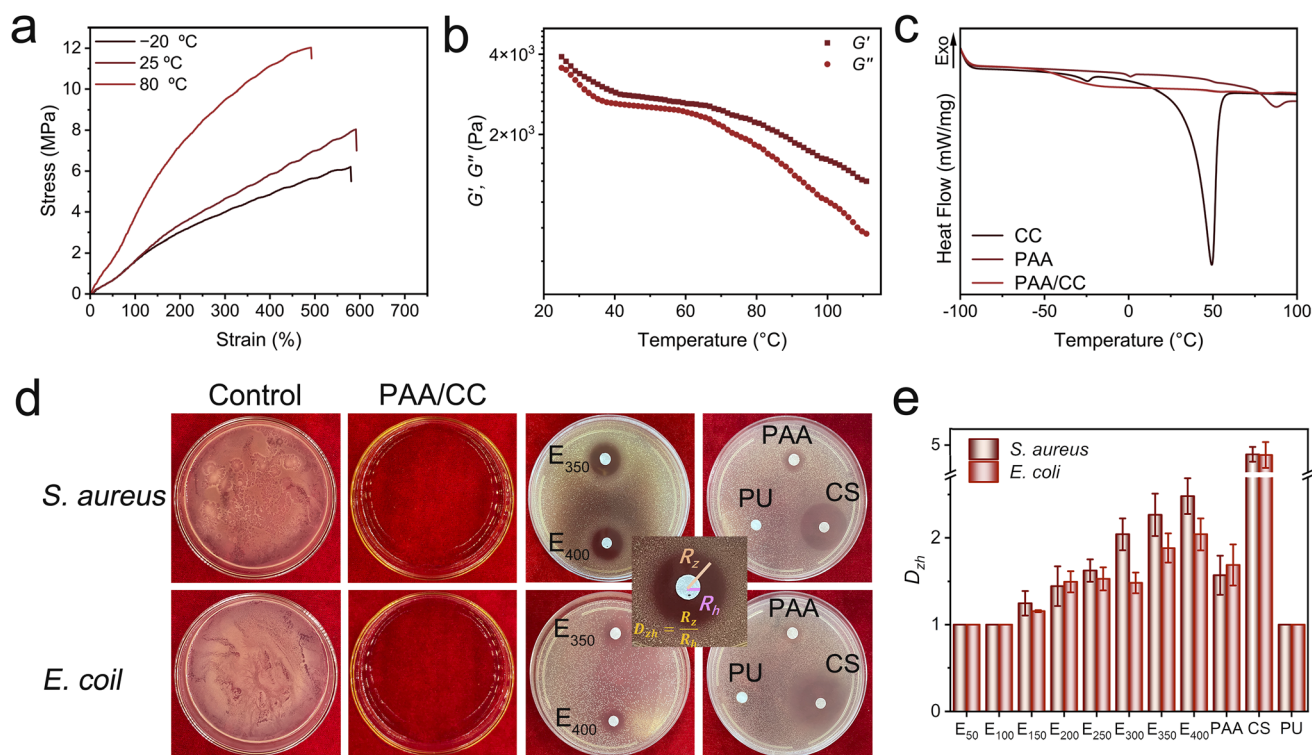 a
−20 ºC
25 ºC
80 ºC
12
10
8
6
4
2
0
Stress (MPa)
0 100 200 300 400 500 600 700
Strain (%)
b
G'
G''
4×10³
2×10³
G', G'' (Pa)
20 40 60 80 100
Temperature (°C)
c
Exo
Heat Flow (mW/mg)
CC
PAA
PAA/CC
-100 -50 0 50 100
Temperature (°C)
d
Control PAA/CC
S. aureus
E350
E400
PAA
PU CS
Rz
Rh
Dzh = Rz/Rh
E. coil
E350
E400
PAA
PU CS
e
S. aureus
E. coli
5
2
1
0
Dzh
E50 E100 E150 E200 E250 E300 E350 E400 PAA CS PU